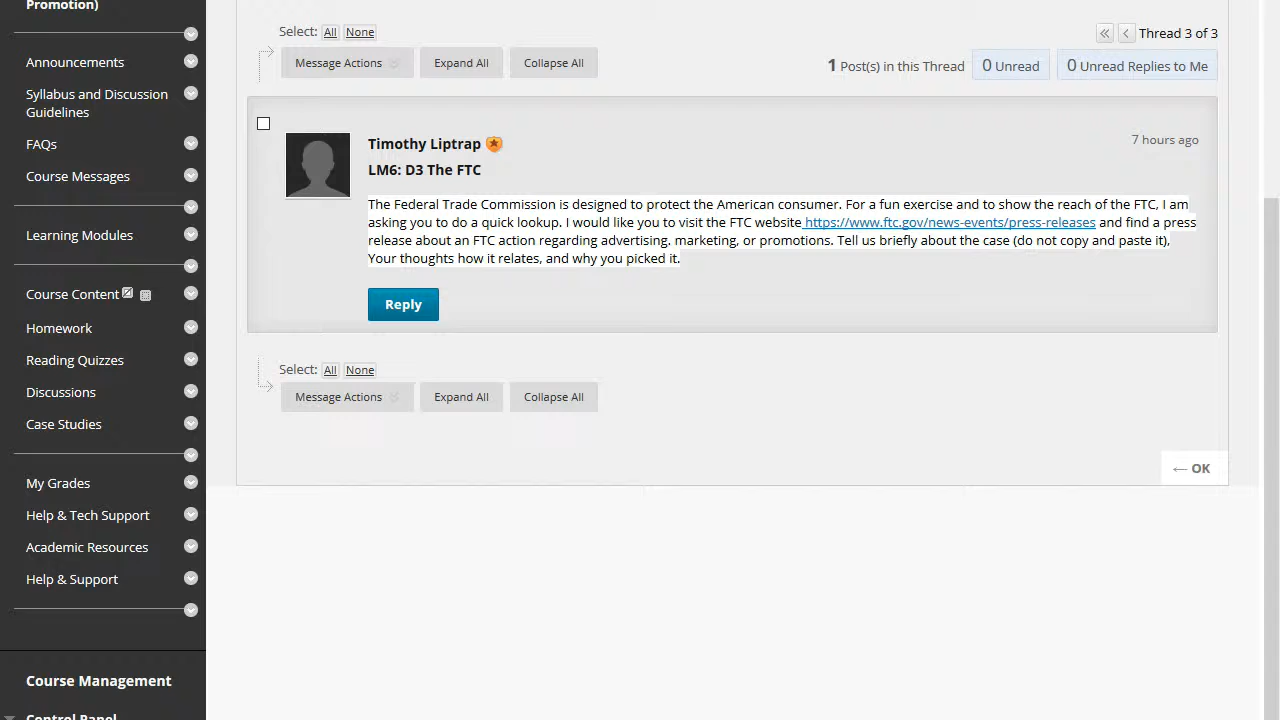 Promotion)
Announcements
Syllabus and Discussion
Guidelines
FAQs
Course Messages
Learning Modules
Course Content
Homework
Reading Quizzes
Discussions
Case Studies
My Grades
Help & Tech Support
Academic Resources
Help & Support
Course Management
Control Panel
Select: All None
Thread 3 of 3
Message Actions Expand All Collapse All
1 Post(s) in this Thread 0 Unread 0 Unread Replies to Me
Timothy Liptrap
7 hours ago
LM6: D3 The FTC
The Federal Trade Commission is designed to protect the American consumer. For a fun exercise and to show the reach of the FTC, I am
asking you to do a quick lookup. I would like you to visit the FTC website https://www.ftc.gov/news-events/press-releases and find a press
release about an FTC action regarding advertising, marketing, or promotions. Tell us briefly about the case (do not copy and paste it),
Your thoughts how it relates, and why you picked it.
Reply
Select: All None
Message Actions Expand All Collapse All
← OK